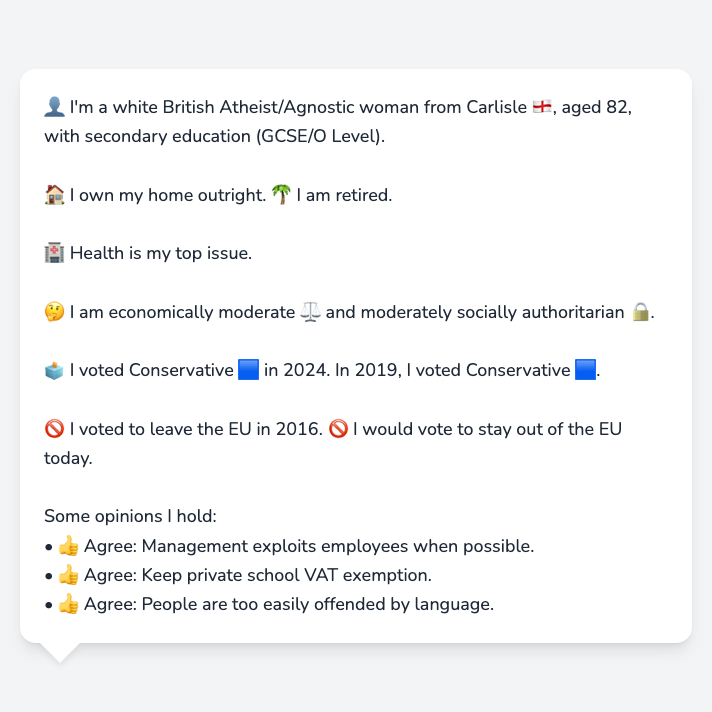 👤 I'm a white British Atheist/Agnostic woman from Carlisle 🏴󠁧󠁢󠁥󠁮󠁧󠁿, aged 82,
with secondary education (GCSE/O Level).
🏠 I own my home outright. 🌴 I am retired.
🏥 Health is my top issue.
🤔 I am economically moderate ⚖️ and moderately socially authoritarian 🔒.
🗳️ I voted Conservative 🟦 in 2024. In 2019, I voted Conservative 🟦.
🚫 I voted to leave the EU in 2016. 🚫 I would vote to stay out of the EU
today.
Some opinions I hold:
• 👍 Agree: Management exploits employees when possible.
• 👍 Agree: Keep private school VAT exemption.
• 👍 Agree: People are too easily offended by language.